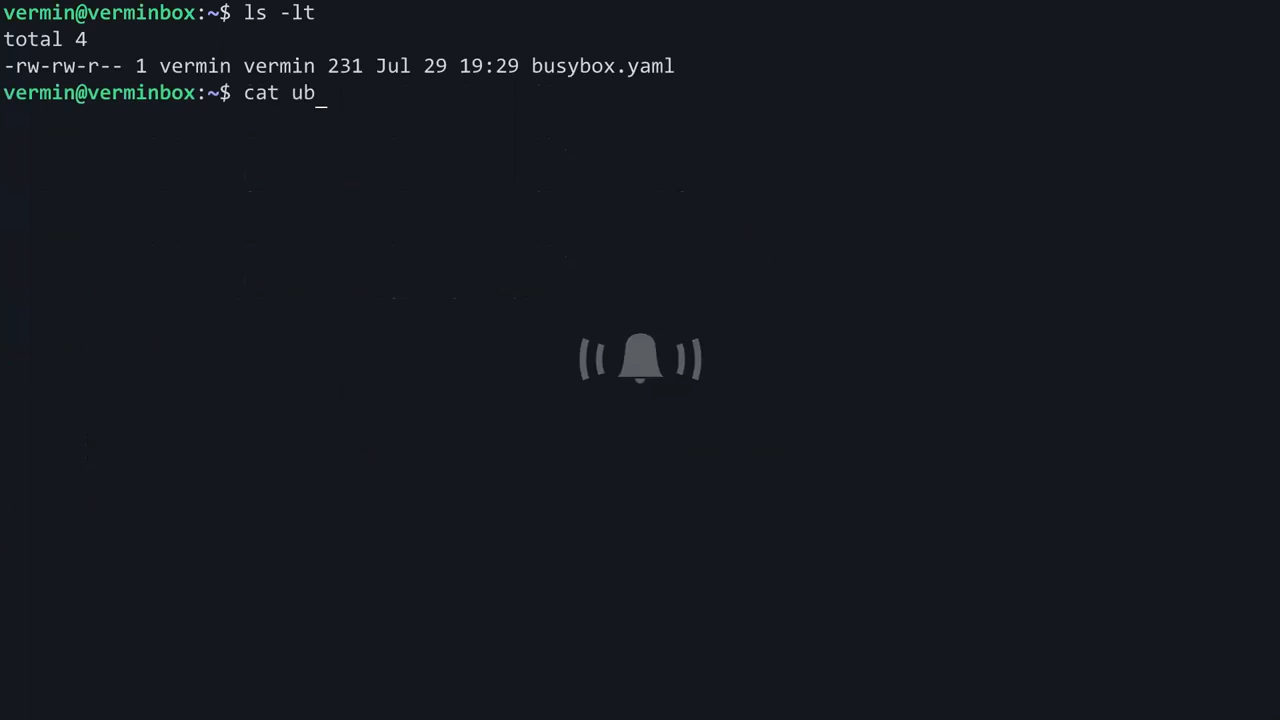 vermin@verminbox:~$ ls -lt
total 4
-rw-rw-r-- 1 vermin vermin 231 Jul 29 19:29 busybox.yaml
vermin@verminbox:~$ cat ub_